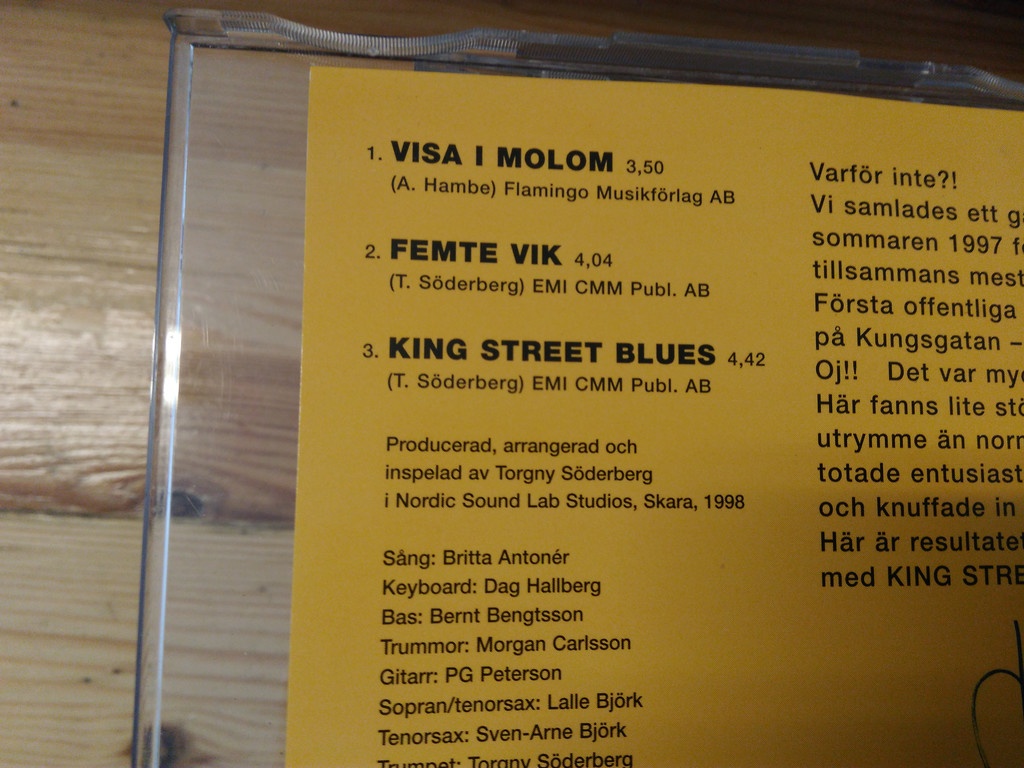 1. VISA I MOLOM 3,50
(A. Hambe) Flamingo Musikförlag AB
2. FEMTE VIK 4,04
(T. Söderberg) EMI CMM Publ. AB
3. KING STREET BLUES 4,42
(T. Söderberg) EMI CMM Publ. AB
Producerad, arrangerad och
inspelad av Torgny Söderberg
i Nordic Sound Lab Studios, Skara, 1998
Sång: Britta Antonér
Keyboard: Dag Hallberg
Bas: Bernt Bengtsson
Trummor: Morgan Carlsson
Gitarr: PG Peterson
Sopran/tenorsax: Lalle Björk
Tenorsax: Sven-Arne Björk
Trumpet: Torgny Söderberg
Varför inte?!
Vi samlades ett
sommaren 1997
tillsammans mest
Första offentliga
på Kungsgatan –
Oj!! Det var
Här fanns lite
utrymme än
totade
och knuffade in
Här är
med KING